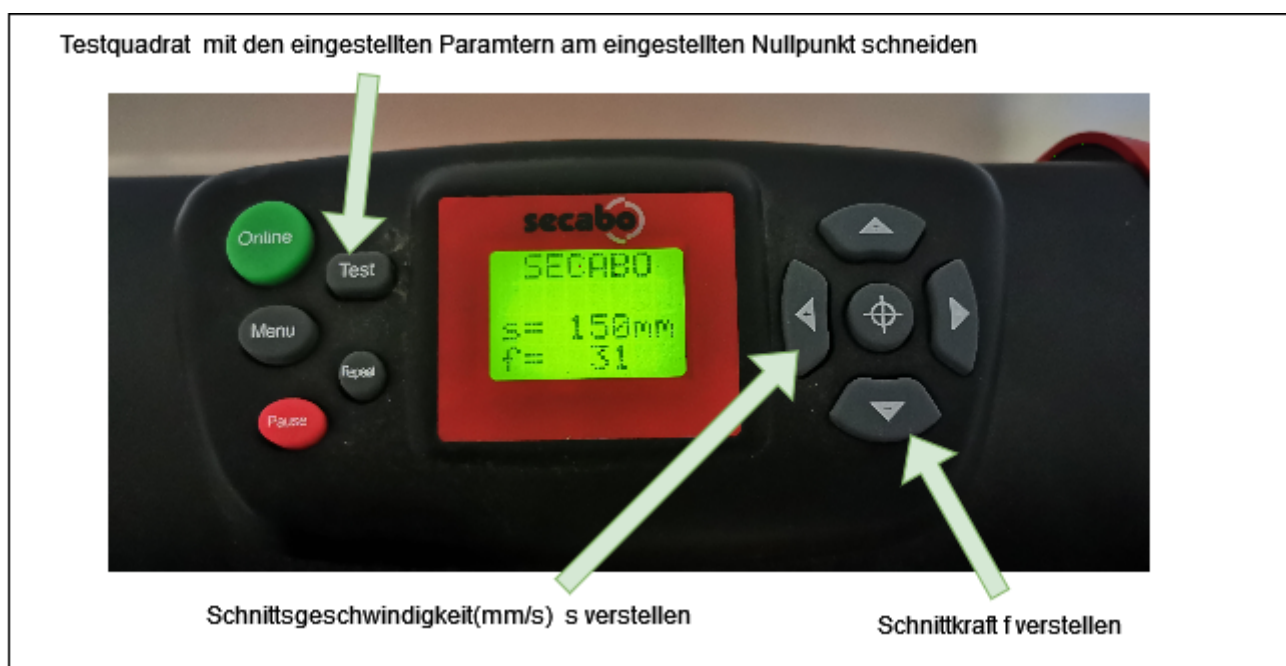 Testquadrat mit den eingestellten Paramtern am eingestellten Nullpunkt schneiden
secabo
Online
Test
SECABO
Menu
s= 150mm
Repeat
f= 31
Pause
Schnittsgeschwindigkeit(mm/s) s verstellen
Schnittkraft f verstellen